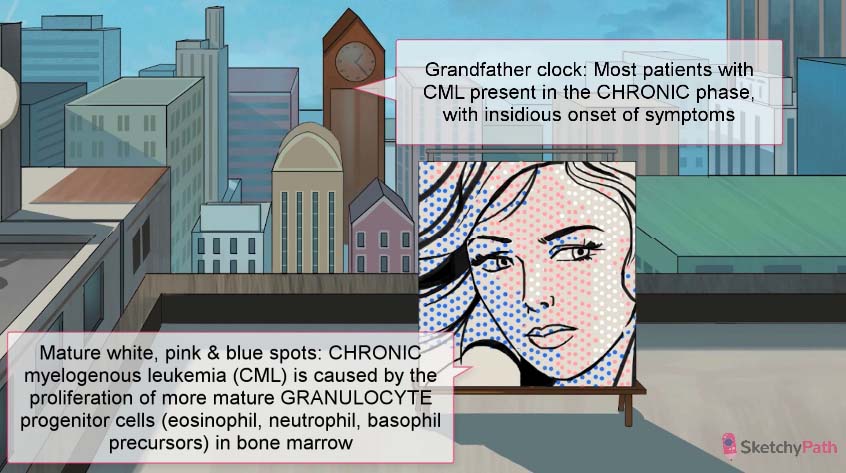 Grandfather clock: Most patients with
CML present in the CHRONIC phase,
with insidious onset of symptoms
Mature white, pink & blue spots: CHRONIC
myelogenous leukemia (CML) is caused by the
proliferation of more mature GRANULOCYTE
progenitor cells (eosinophil, neutrophil, basophil
precursors) in bone marrow
SketchyPath